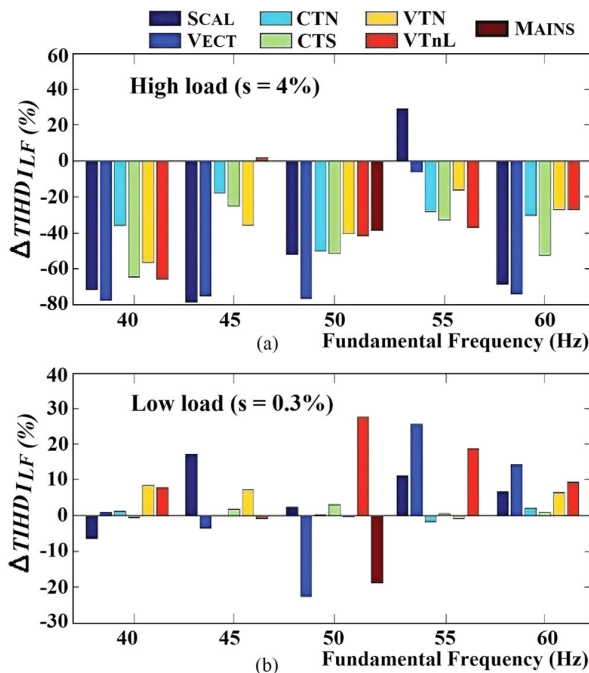 SCAL CTN VTN MAINS
VECT CTS VTnL
60
40
20
0
-20
-40
-60
-80
ΔTIHD_ILF (%)
High load (s = 4%)
40 45 50 55 60
(a) Fundamental Frequency (Hz)
40
30
20
10
0
-10
-20
-30
ΔTIHD_ILF (%)
Low load (s = 0.3%)
40 45 50 55 60
(b) Fundamental Frequency (Hz)